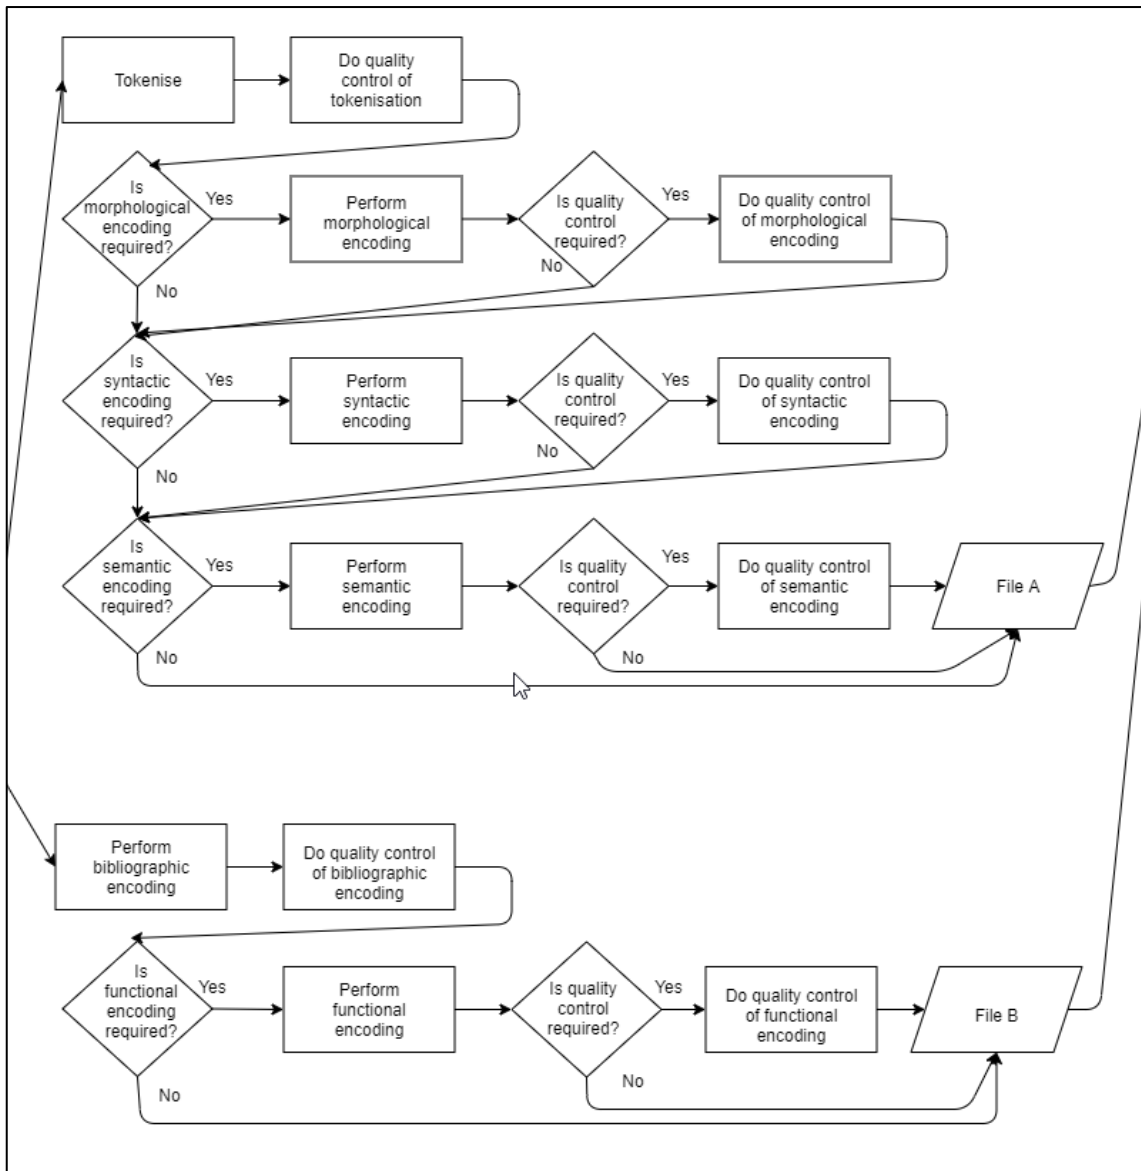 Tokenise
Do quality
control of
tokenisation
Is
morphological
encoding
required?
Yes
No
Perform
morphological
encoding
Is quality
control
required?
Yes
No
Do quality control
of morphological
encoding
Is
syntactic
encoding
required?
Yes
No
Perform
syntactic
encoding
Is quality
control
required?
Yes
No
Do quality control
of syntactic
encoding
Is
semantic
encoding
required?
Yes
No
Perform
semantic
encoding
Is quality
control
required?
Yes
No
Do quality control
of semantic
encoding
File A
Perform
bibliographic
encoding
Do quality control
of bibliographic
encoding
Is
functional
encoding
required?
Yes
No
Perform
functional
encoding
Is quality
control
required?
Yes
No
Do quality control
of functional
encoding
File B